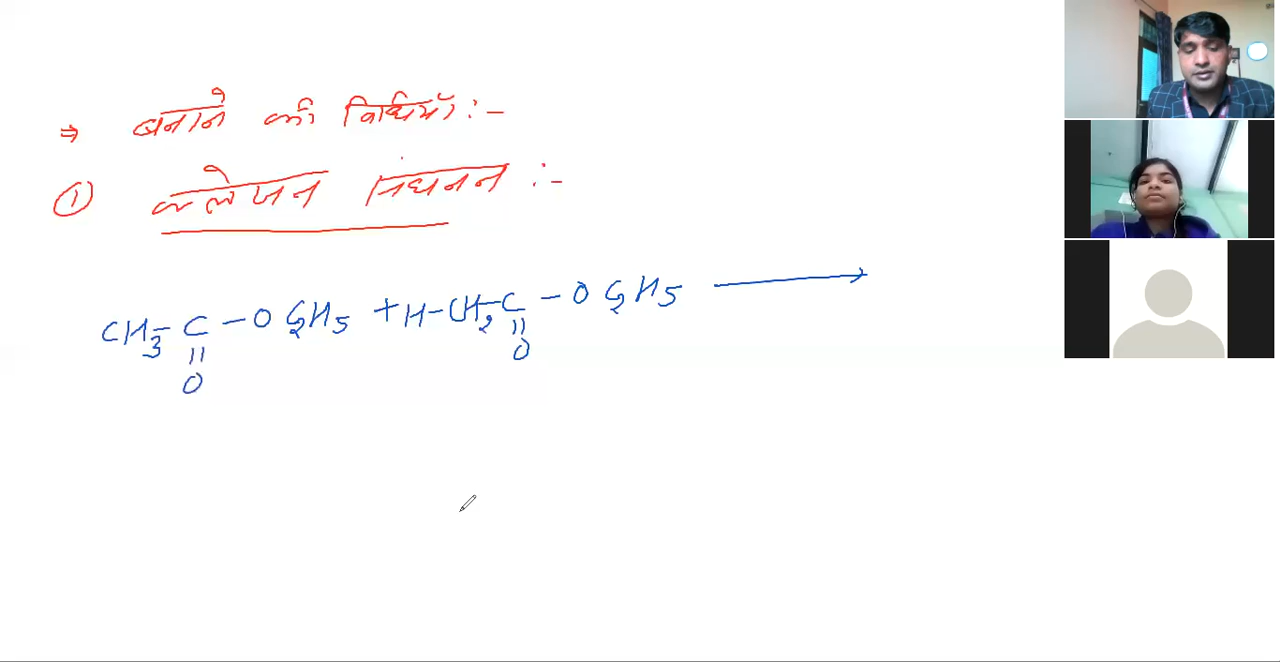 ⇒ बनाने की विधियाँ :-
① क्लेजन संघनन :-
CH₃-C-OC₂H₅ + H-CH₂-C-OC₂H₅ ⟶
|| ||
O O